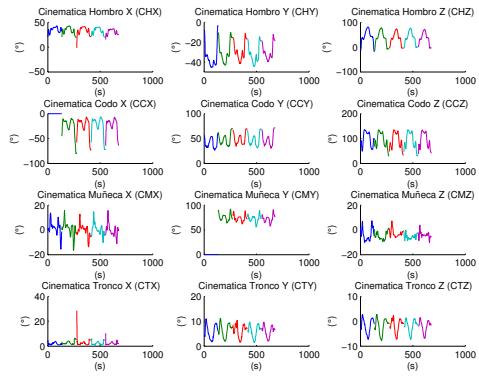 Cinematica Hombro X (CHX)
50
0
-50
(°)
0 500 1000
(s)
Cinematica Hombro Y (CHY)
0
-20
-40
(°)
0 500 1000
(s)
Cinematica Hombro Z (CHZ)
100
0
-100
(°)
0 500 1000
(s)
Cinematica Codo X (CCX)
0
-50
-100
(°)
0 500 1000
(s)
Cinematica Codo Y (CCY)
100
50
0
(°)
0 500 1000
(s)
Cinematica Codo Z (CCZ)
200
100
0
(°)
0 500 1000
(s)
Cinematica Muñeca X (CMX)
20
0
-20
(°)
0 500 1000
(s)
Cinematica Muñeca Y (CMY)
100
50
0
(°)
0 500 1000
(s)
Cinematica Muñeca Z (CMZ)
20
0
-20
(°)
0 500 1000
(s)
Cinematica Tronco X (CTX)
40
20
0
(°)
0 500 1000
(s)
Cinematica Tronco Y (CTY)
20
10
0
(°)
0 500 1000
(s)
Cinematica Tronco Z (CTZ)
10
0
-10
(°)
0 500 1000
(s)